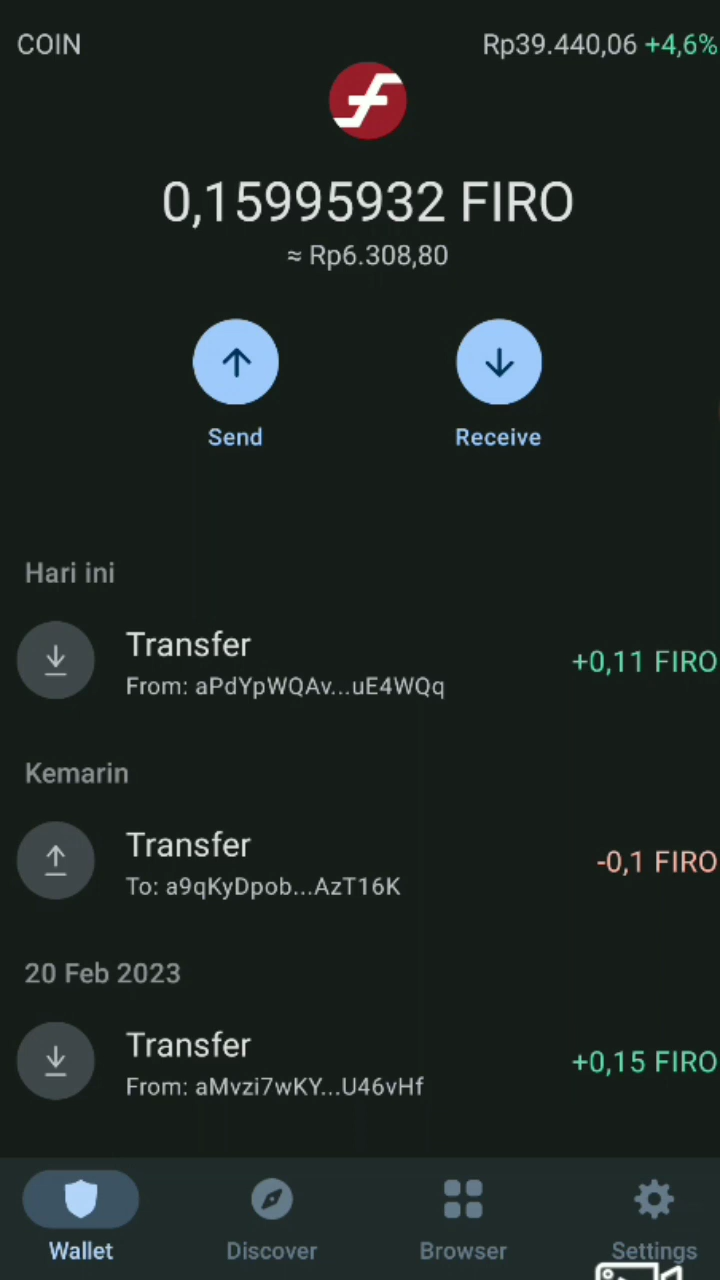 COIN
Rp39.440,06 +4,6%
0,15995932 FIRO
≈ Rp6.308,80
Send
Receive
Hari ini
Transfer
+0,11 FIRO
From: aPdYpWQAv...uE4WQq
Kemarin
Transfer
-0,1 FIRO
To: a9qKyDpob...AzT16K
20 Feb 2023
Transfer
+0,15 FIRO
From: aMvzi7wKY...U46vHf
Wallet
Discover
Browser
Settings